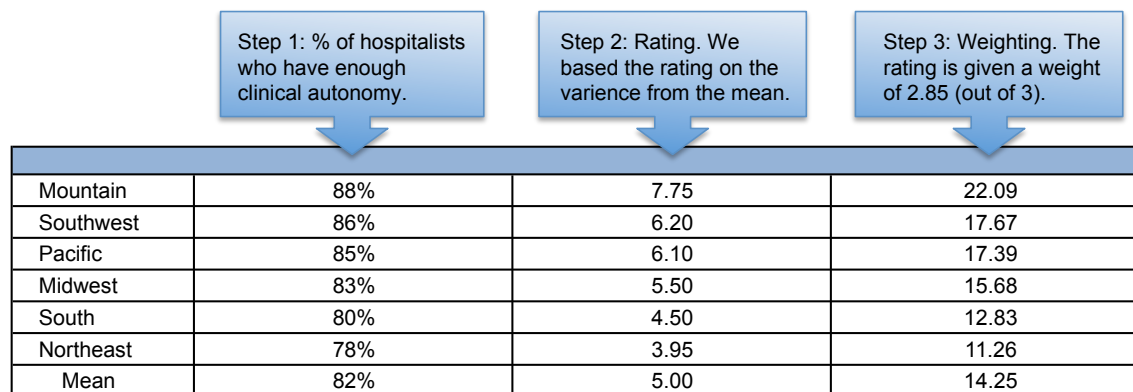 Step 1: % of hospitalists
who have enough
clinical autonomy.
Step 2: Rating. We
based the rating on the
varience from the mean.
Step 3: Weighting. The
rating is given a weight
of 2.85 (out of 3).
Mountain 88% 7.75 22.09
Southwest 86% 6.20 17.67
Pacific 85% 6.10 17.39
Midwest 83% 5.50 15.68
South 80% 4.50 12.83
Northeast 78% 3.95 11.26
Mean 82% 5.00 14.25